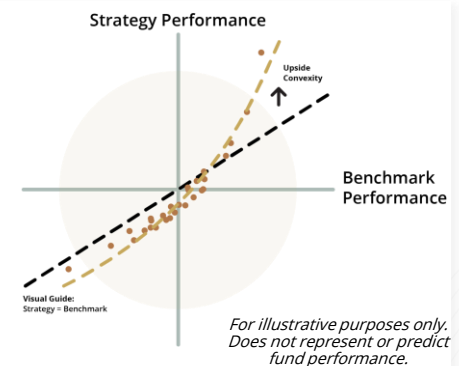 Strategy Performance
Upside
Convexity
Benchmark
Performance
Visual Guide:
Strategy = Benchmark
For illustrative purposes only.
Does not represent or predict
fund performance.